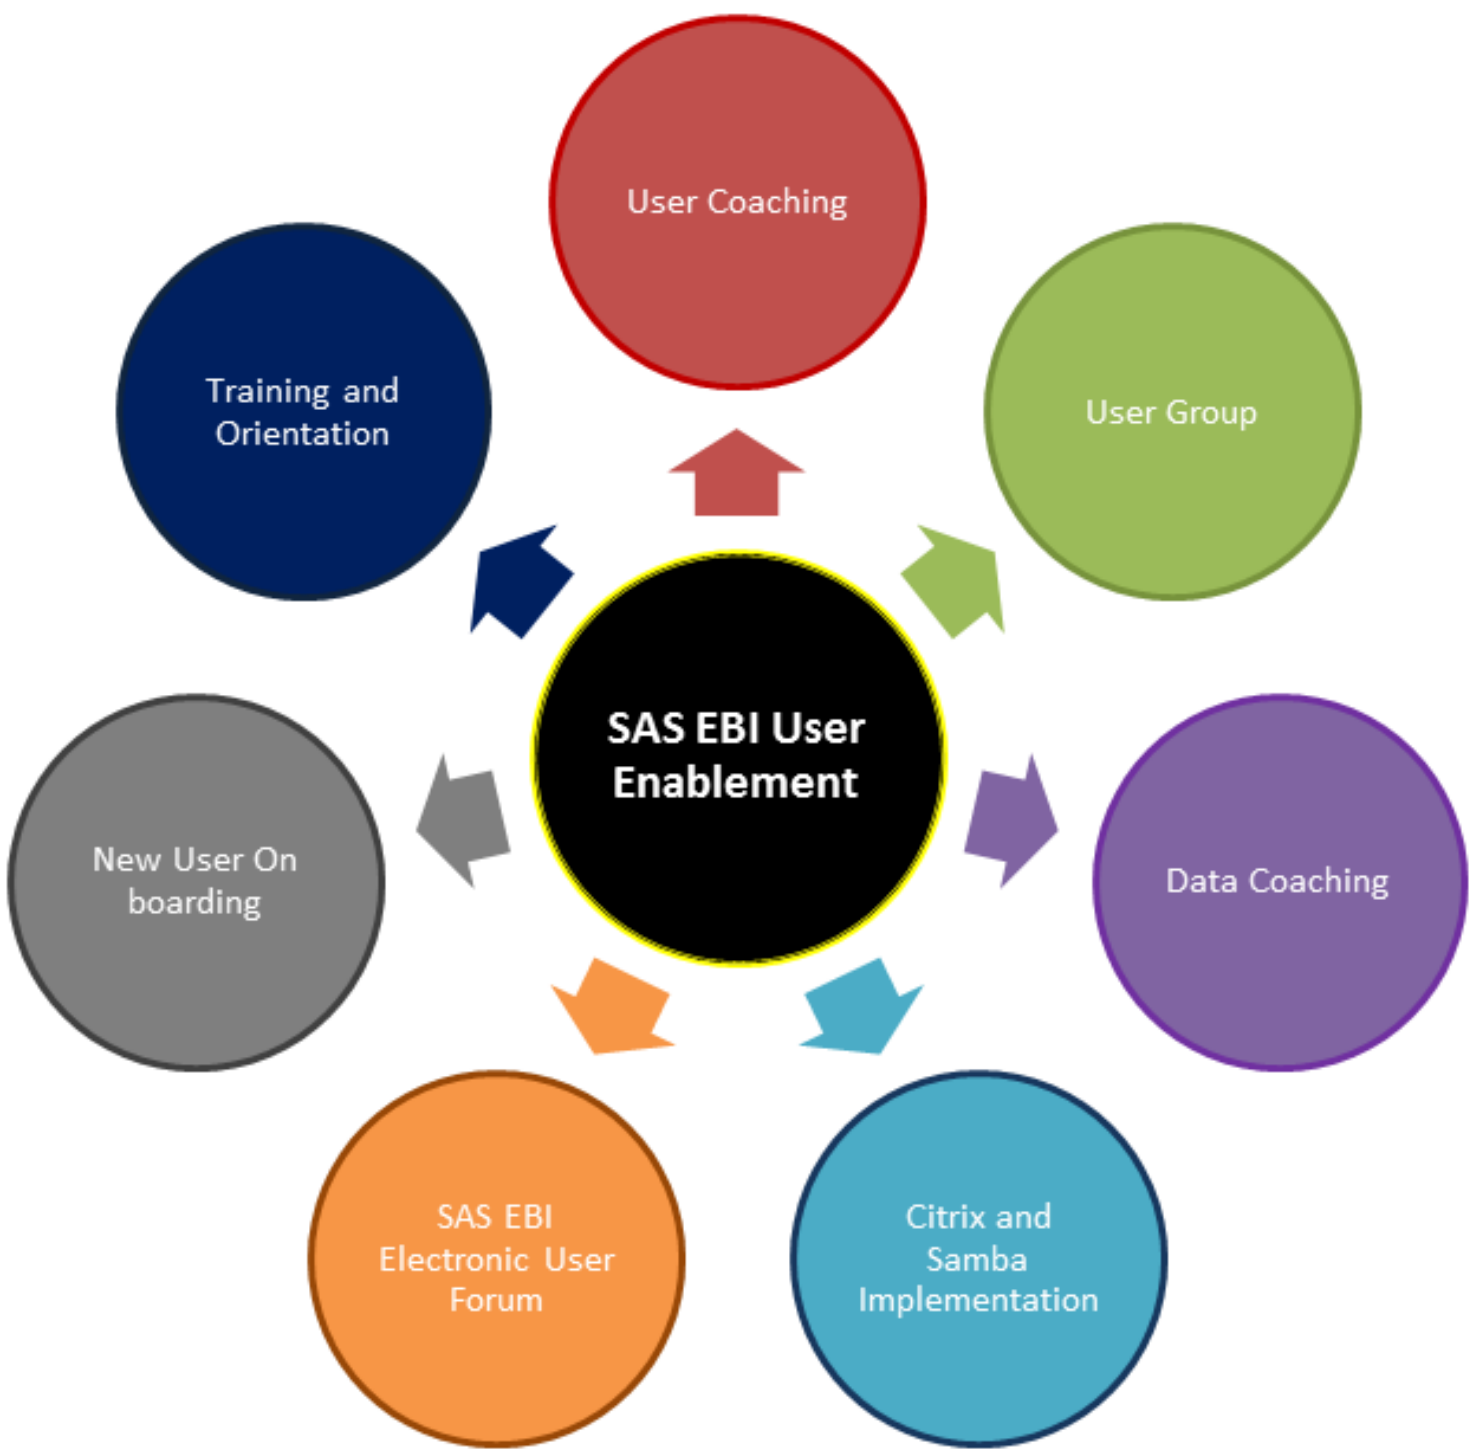 User Coaching
User Group
Training and
Orientation
SAS EBI User
Enablement
New User On
boarding
Data Coaching
SAS EBI
Electronic User
Forum
Citrix and
Samba
Implementation